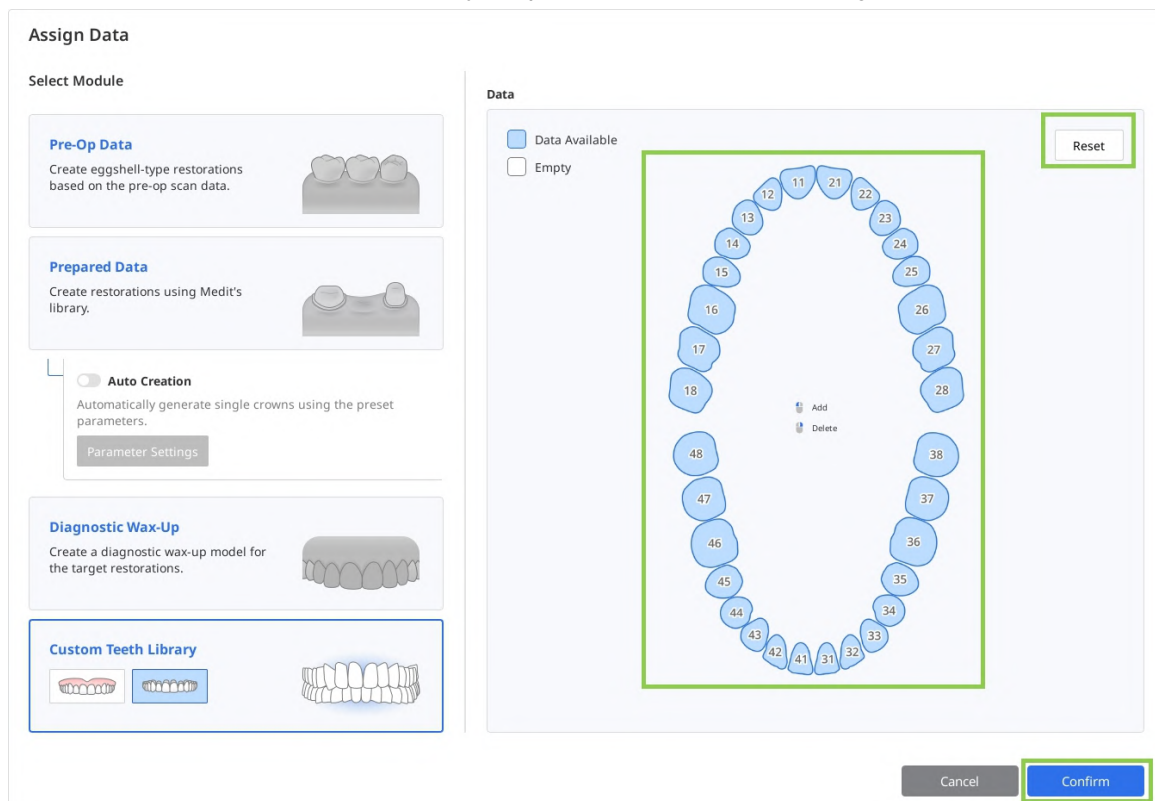 Assign Data
Select Module
Pre-Op Data
Create eggshell-type restorations
based on the pre-op scan data.
Prepared Data
Create restorations using Medit's
library.
Auto Creation
Automatically generate single crowns using the preset
parameters.
Parameter Settings
Diagnostic Wax-Up
Create a diagnostic wax-up model for
the target restorations.
Custom Teeth Library
Data
Data Available
Empty
Reset
11 21
12 22
13 23
14 24
15 25
16 26
17 27
18 28
Add
Delete
48 38
47 37
46 36
45 35
44 34
43 33
42 41 31 32
Cancel
Confirm